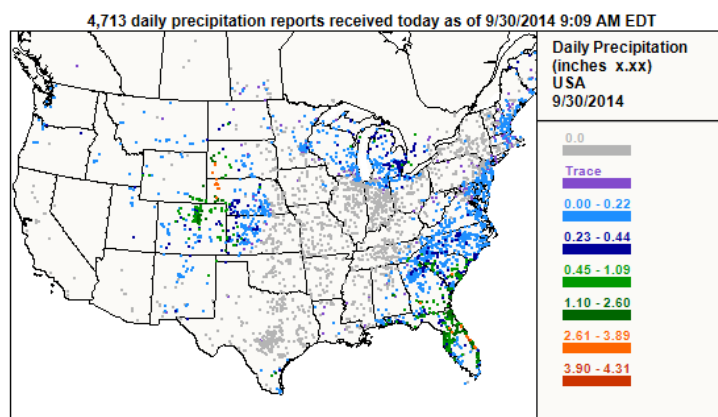 4,713 daily precipitation reports received today as of 9/30/2014 9:09 AM EDT
Daily Precipitation
(inches x.xx)
USA
9/30/2014
0.0
Trace
0.00 - 0.22
0.23 - 0.44
0.45 - 1.09
1.10 - 2.60
2.61 - 3.89
3.90 - 4.31